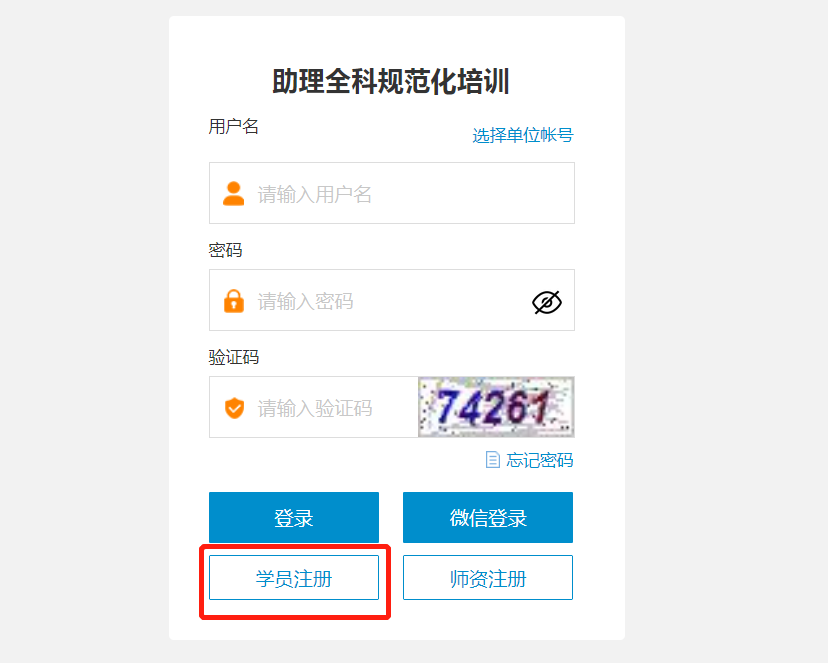 助理全科规范化培训
用户名
选择单位帐号
请输入用户名
密码
请输入密码
验证码
请输入验证码
74261
忘记密码
登录
微信登录
学员注册
师资注册